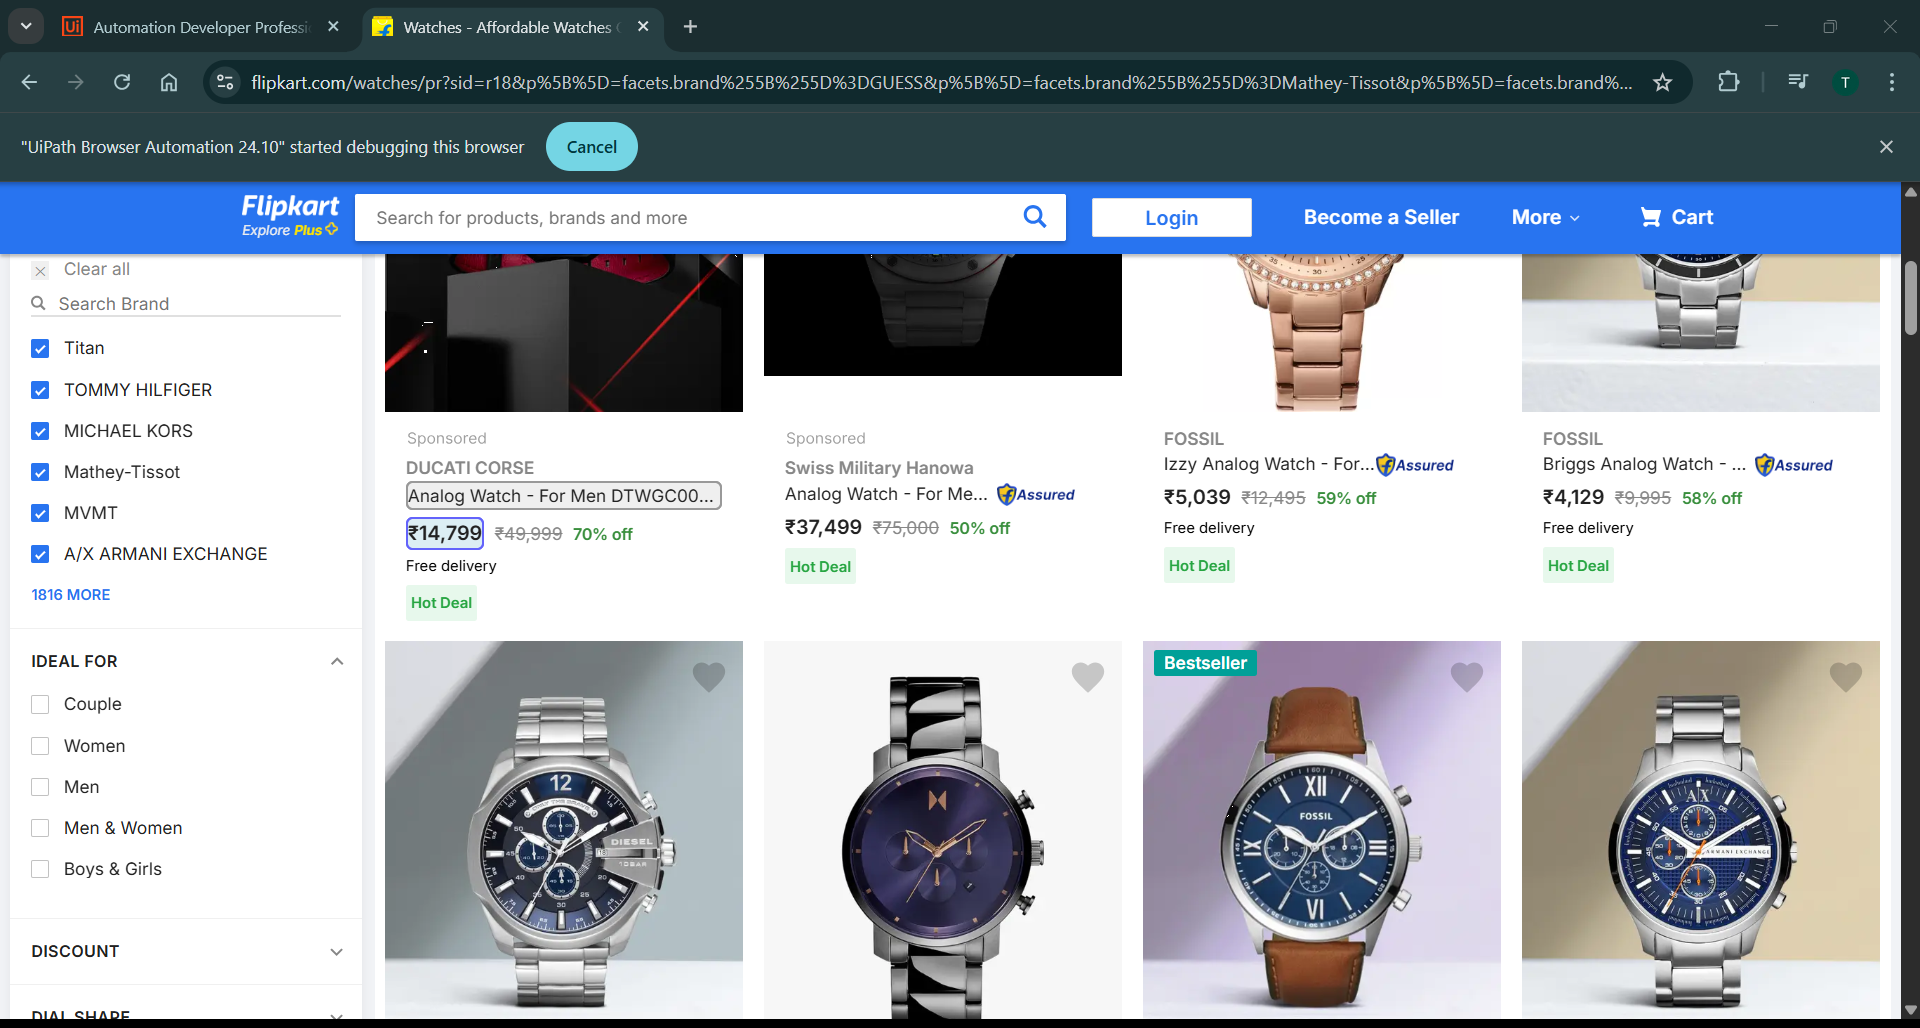 Automation Developer Professi
Watches - Affordable Watches
flipkart.com/watches/pr?sid=r18&p%5B%5D=facets.brand%255B%255D%3DGUESS&p%5B%5D=facets.brand%255B%255D%3DMathey-Tissot&p%5B%5D=facets.brand%...
T
"UiPath Browser Automation 24.10" started debugging this browser
Cancel
Flipkart
Explore Plus
Search for products, brands and more
Login
Become a Seller
More
Cart
Clear all
Search Brand
Titan
TOMMY HILFIGER
MICHAEL KORS
Mathey-Tissot
MVMT
A/X ARMANI EXCHANGE
1816 MORE
IDEAL FOR
Couple
Women
Men
Men & Women
Boys & Girls
DISCOUNT
DIAL SHAPE
Sponsored
DUCATI CORSE
Analog Watch - For Men DTWGC00...
₹14,799 ₹49,999 70% off
Free delivery
Hot Deal
Sponsored
Swiss Military Hanowa
Analog Watch - For Me... Assured
₹37,499 ₹75,000 50% off
Hot Deal
FOSSIL
Izzy Analog Watch - For... Assured
₹5,039 ₹12,495 59% off
Free delivery
Hot Deal
FOSSIL
Briggs Analog Watch - ... Assured
₹4,129 ₹9,995 58% off
Free delivery
Hot Deal
12
DIESEL
10BAR
Bestseller
XII
FOSSIL
VI
A|X
ARMANI EXCHANGE